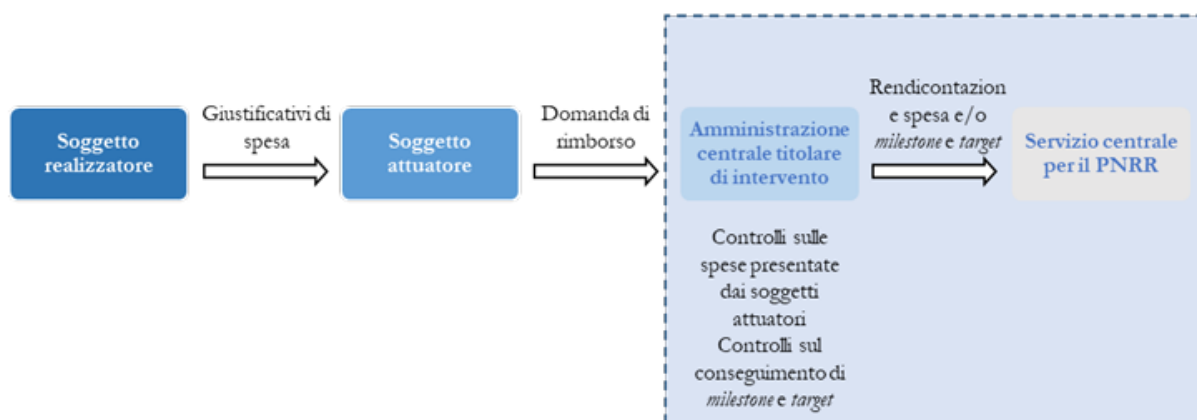 Soggetto
realizzatore
Giustificativi di
spesa
Soggetto
attuatore
Domanda di
rimborso
Amministrazione
centrale titolare
di intervento
Rendicontazion
e spesa e/o
milestone e target
Servizio centrale
per il PNRR
Controlli sulle
spese presentate
dai soggetti
attuatori
Controlli sul
conseguimento di
milestone e target